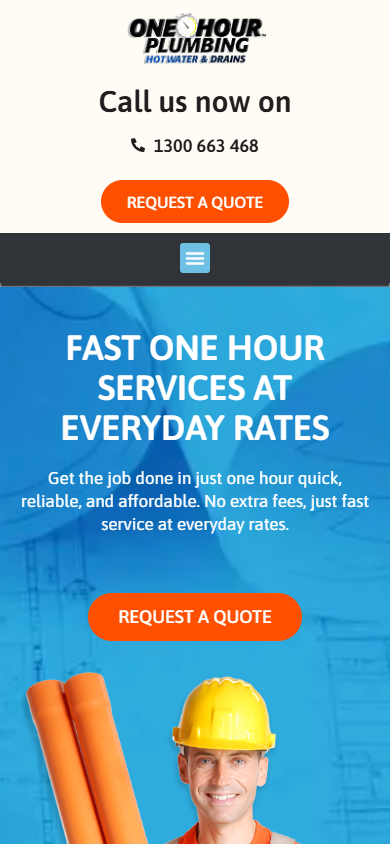 ONE HOUR
PLUMBING
HOT WATER & DRAINS
Call us now on
1300 663 468
REQUEST A QUOTE
FAST ONE HOUR
SERVICES AT
EVERYDAY RATES
Get the job done in just one hour quick,
reliable, and affordable. No extra fees, just fast
service at everyday rates.
REQUEST A QUOTE